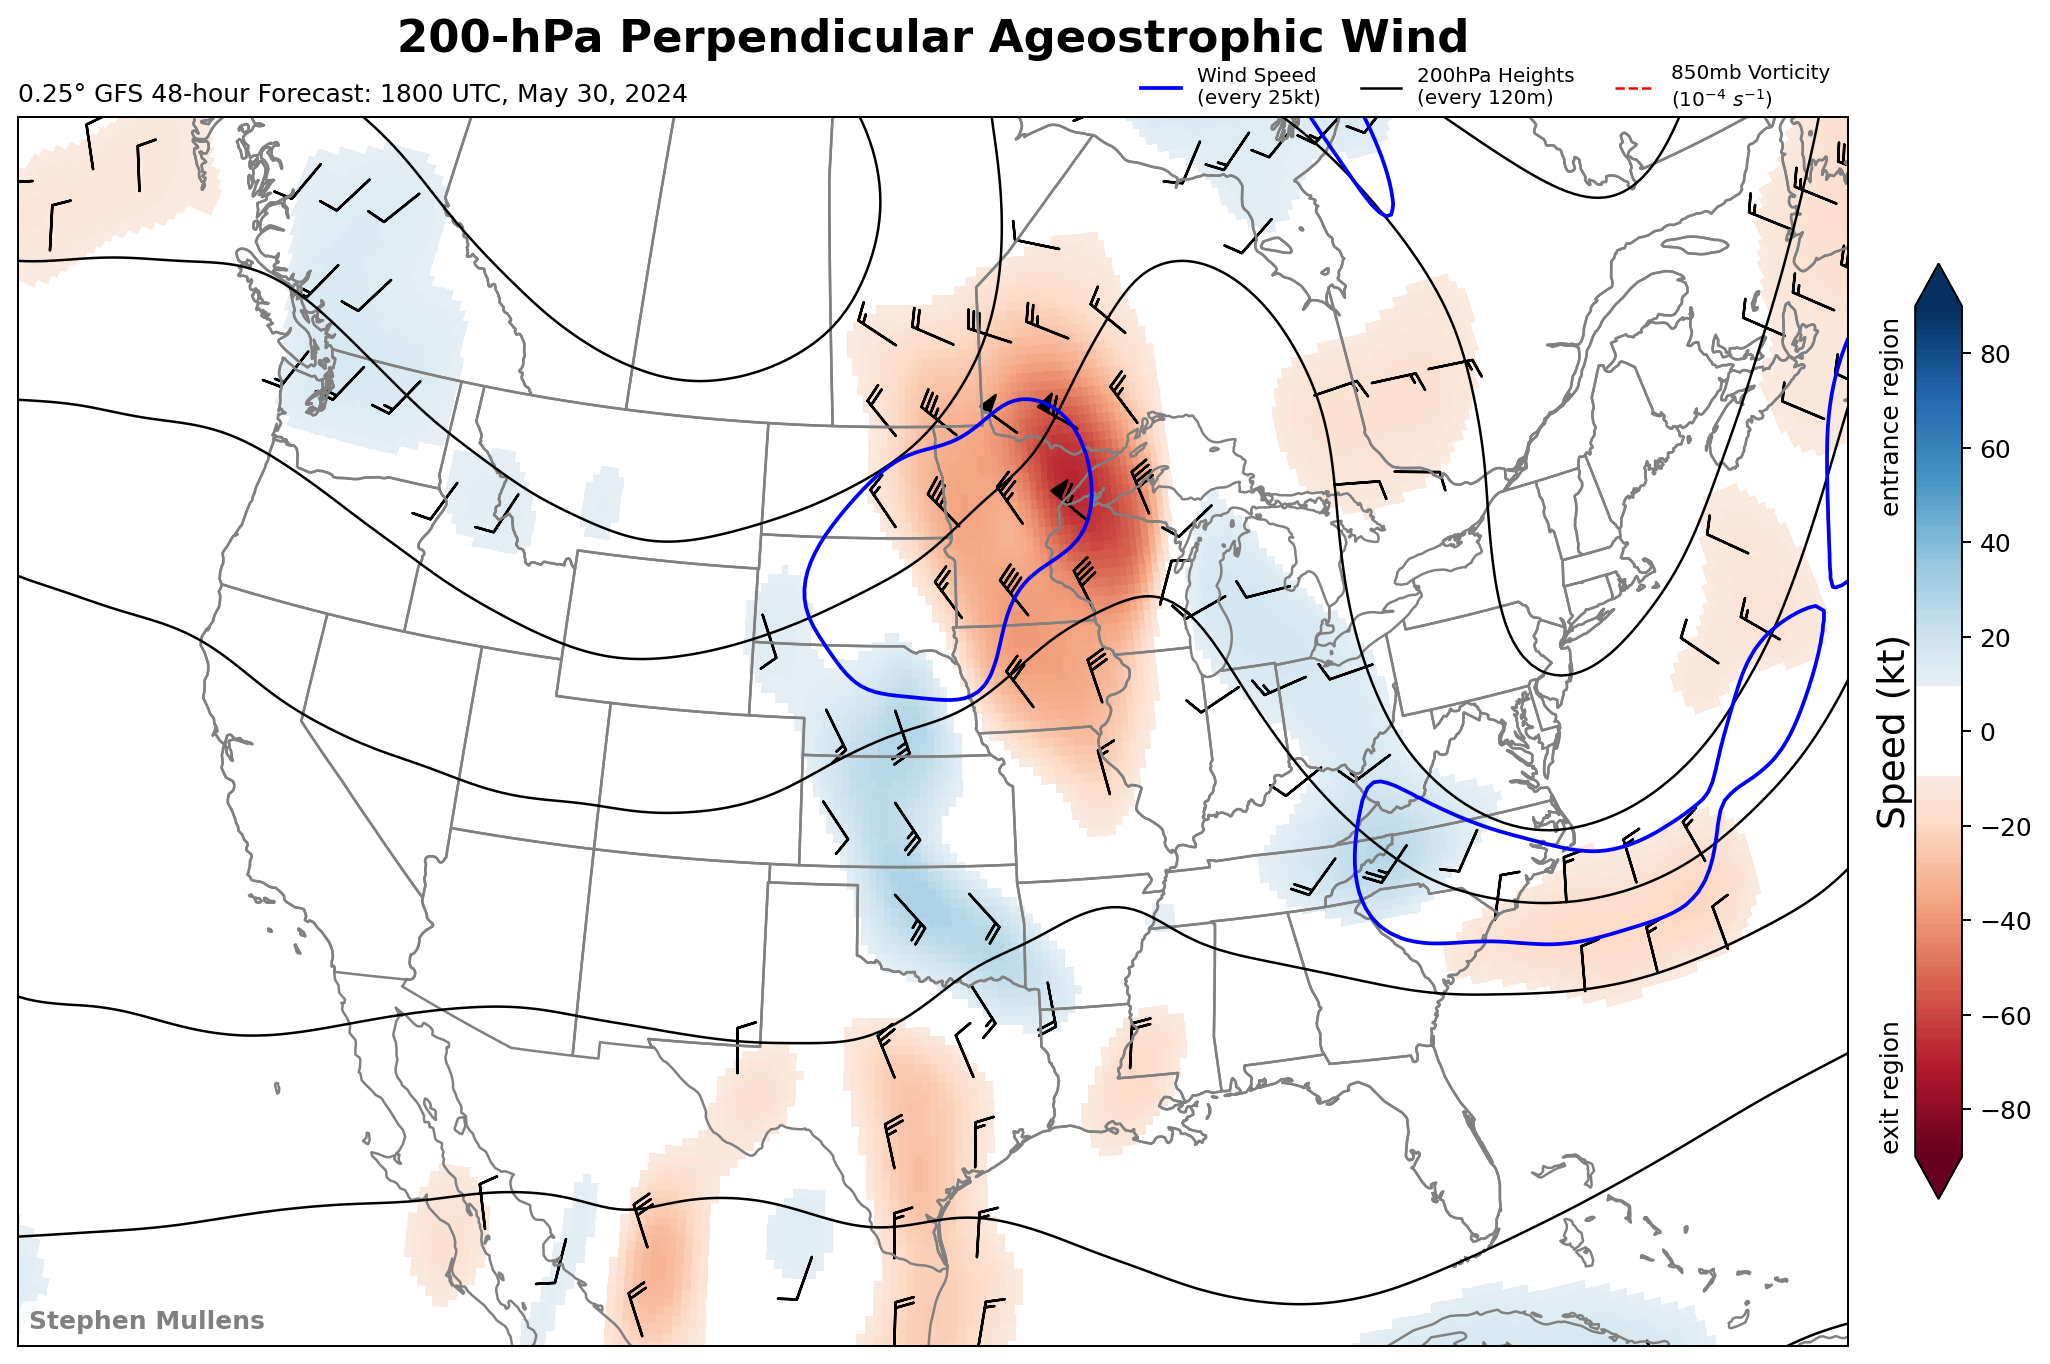 200-hPa Perpendicular Ageostrophic Wind
0.25° GFS 48-hour Forecast: 1800 UTC, May 30, 2024
Wind Speed
(every 25kt)
200hPa Heights
(every 120m)
850mb Vorticity
(10⁻⁴ s⁻¹)
entrance region
Speed (kt)
exit region
80
60
40
20
0
−20
−40
−60
−80
Stephen Mullens